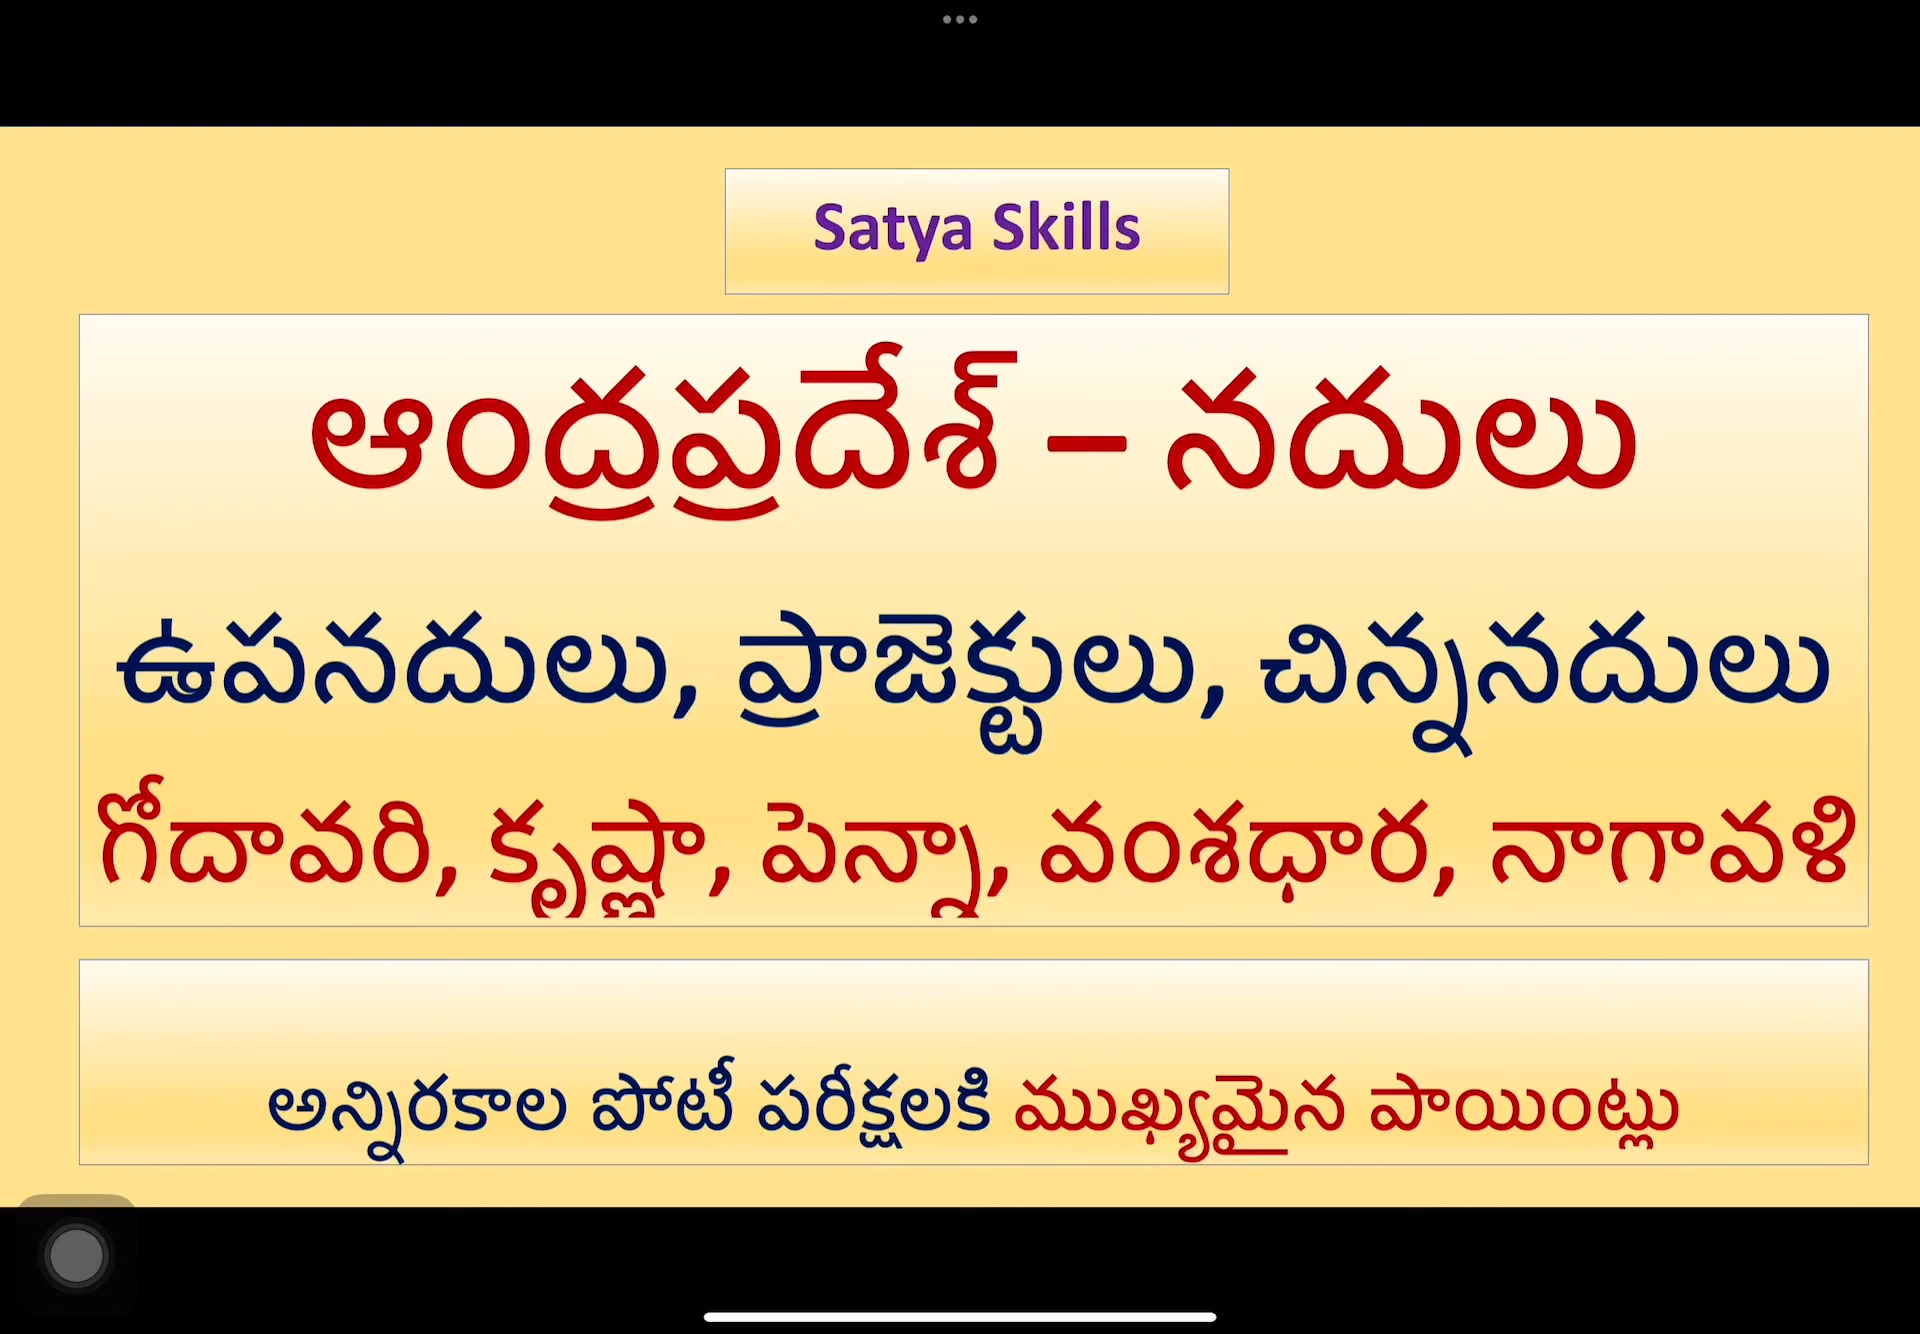 Satya Skills
ఆంద్రప్రదేశ్ – నదులు
ఉపనదులు, ప్రాజెక్టులు, చిన్ననదులు
గోదావరి, కృష్ణా, పెన్నా, వంశధార, నాగావళి
అన్నిరకాల పోటీ పరీక్షలకి ముఖ్యమైన పాయింట్లు